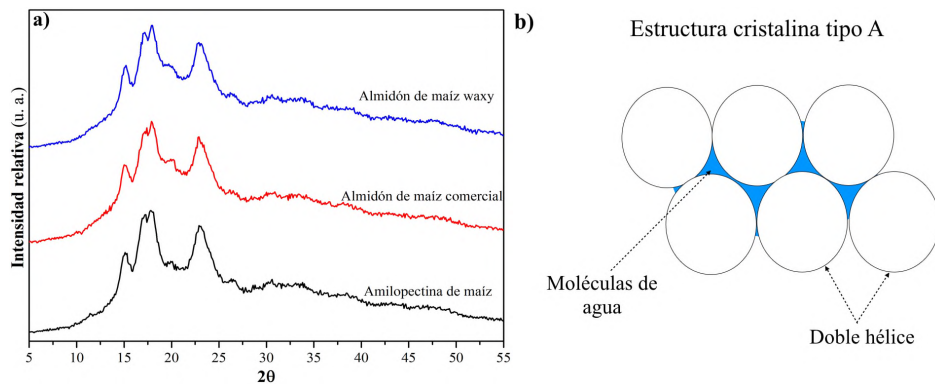 a)
Intensidad relativa (u. a.)
Almidón de maíz waxy
Almidón de maíz comercial
Amilopectina de maíz
5 10 15 20 25 30 35 40 45 50 55
2θ
b)
Estructura cristalina tipo A
Moléculas de
agua
Doble hélice